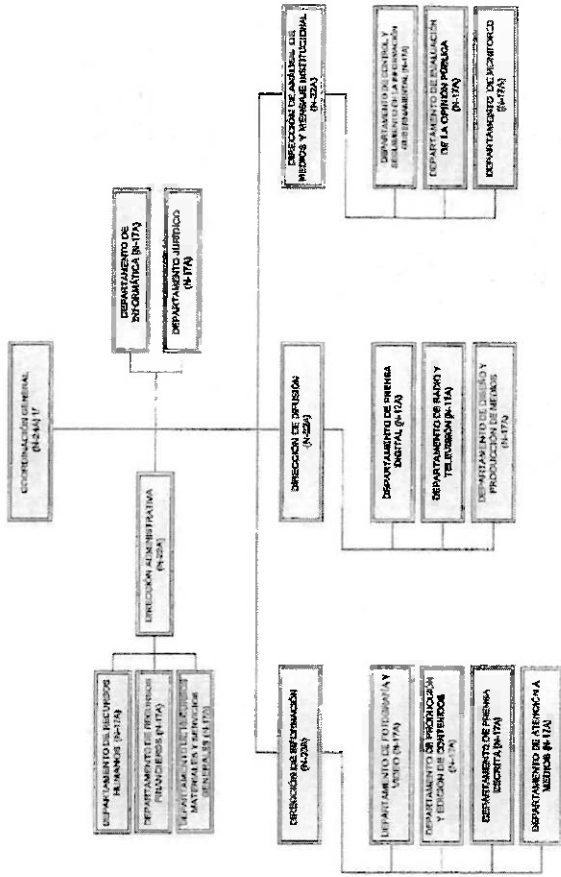 COORDINACIÓN GENERAL
(N-24A) 1/
DEPARTAMENTO DE
INFORMÁTICA (N-17A)
DEPARTAMENTO JURÍDICO
(N-17A)
DIRECCIÓN ADMINISTRATIVA
DEPARTAMENTO DE RECURSOS
HUMANOS (N-17A)
DEPARTAMENTO DE RECURSOS
FINANCIEROS (N-17A)
DEPARTAMENTO DE RECURSOS
MATERIALES Y SERVICIOS
GENERALES (N-17A)
DIRECCIÓN DE INFORMACIÓN
DEPARTAMENTO DE FOTOGRAFÍA Y
VIDEO (N-17A)
DEPARTAMENTO DE PRODUCCIÓN
Y EDICIÓN DE CONTENIDOS
(N-17A)
DEPARTAMENTO DE PRENSA
ESCRITA (N-17A)
DEPARTAMENTO DE ATENCIÓN A
MEDIOS (N-17A)
DIRECCIÓN DE DIFUSIÓN
(N-22A)
DEPARTAMENTO DE PRENSA
DIGITAL (N-17A)
DEPARTAMENTO DE RADIO Y
TELEVISIÓN
DEPARTAMENTO DE DISEÑO Y
PRODUCCIÓN DE MEDIOS
(N-17A)
DIRECCIÓN DE ANÁLISIS DE
MEDIOS Y MENSAJE INSTITUCIONAL
(N-22A)
DEPARTAMENTO DE CONTROL Y
SEGUIMIENTO DE LA INFORMACIÓN
GUBERNAMENTAL (N-17A)
DEPARTAMENTO DE EVALUACIÓN
DE LA OPINIÓN PÚBLICA
(N-17A)
DEPARTAMENTO DE MONITOREO
(N-17A)